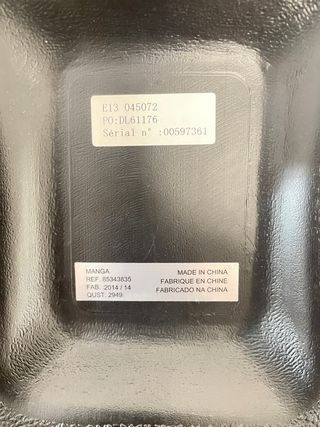 E13 045072
PO:DL61176
Sérial n° :00597361
MANGA MADE IN CHINA
REF. 85343835 FABRIQUE EN CHINE
FAB. :2014 / 14 FABRICADO NA CHINA
QUST: 2949